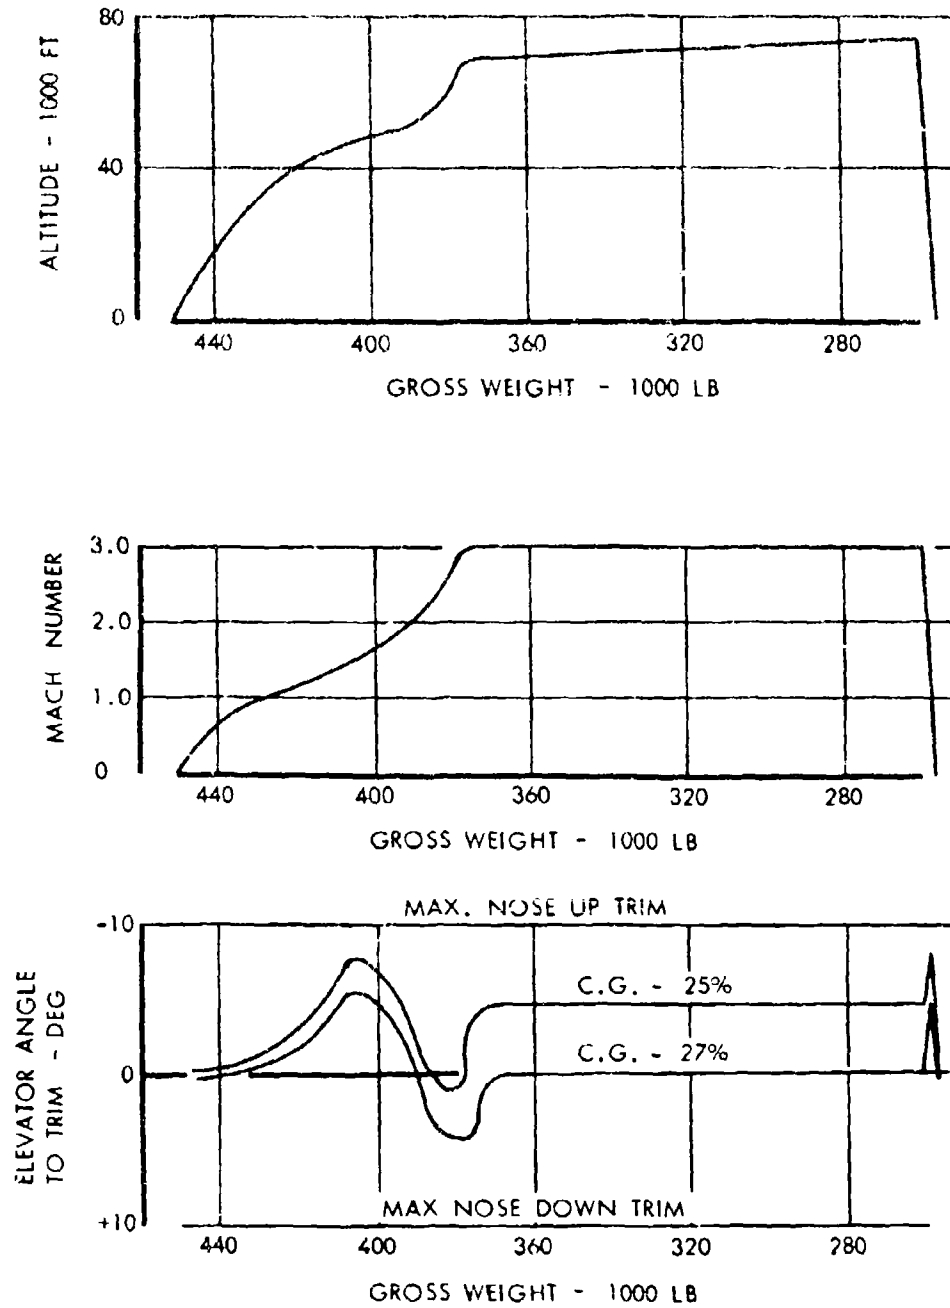 80
40
0
ALTITUDE - 1000 FT
440 400 360 320 280
GROSS WEIGHT - 1000 LB
3.0
2.0
1.0
0
MACH NUMBER
440 400 360 320 280
GROSS WEIGHT - 1000 LB
MAX. NOSE UP TRIM
-10
0
+10
ELEVATOR ANGLE
TO TRIM - DEG
C.G. - 25%
C.G. - 27%
MAX NOSE DOWN TRIM
440 400 360 320 280
GROSS WEIGHT - 1000 LB